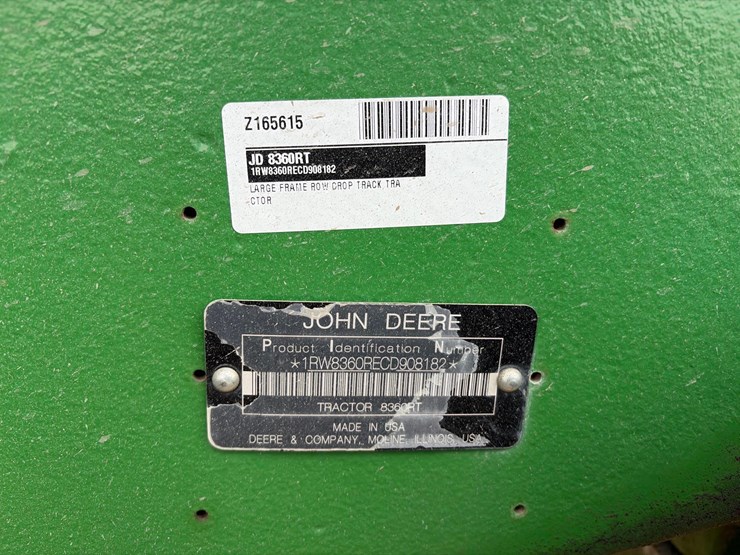 Z165615
JD 8360RT
1RW8360RECD908182
LARGE FRAME ROW CROP TRACK TRA
CTOR
JOHN DEERE
Product Identification Number
*1RW8360RECD908182*
TRACTOR 8360RT
MADE IN USA
DEERE & COMPANY, MOLINE, ILLINOIS, USA